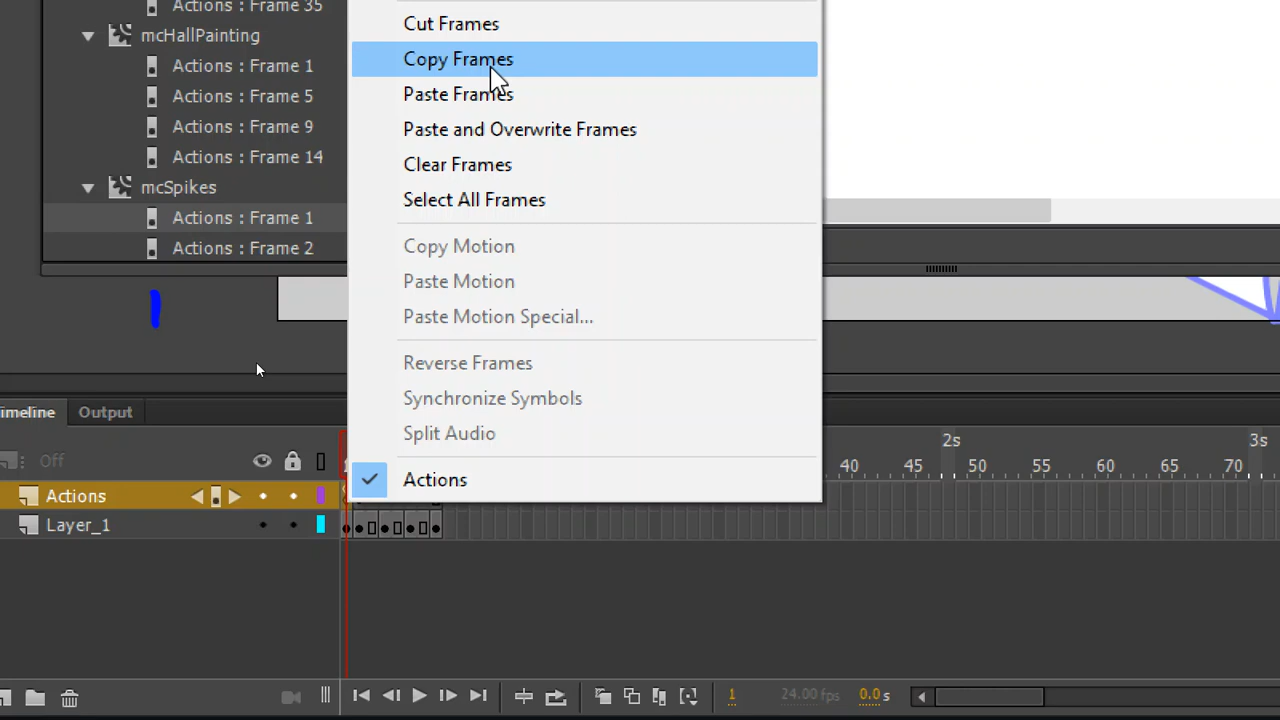 Actions : Frame 35
mcHallPainting
Actions : Frame 1
Actions : Frame 5
Actions : Frame 9
Actions : Frame 14
mcSpikes
Actions : Frame 1
Actions : Frame 2
Cut Frames
Copy Frames
Paste Frames
Paste and Overwrite Frames
Clear Frames
Select All Frames
Copy Motion
Paste Motion
Paste Motion Special...
Reverse Frames
Synchronize Symbols
Split Audio
Actions
imeline Output
2s 3s
Off 40 45 50 55 60 65 70
Actions
Layer_1
1 24.00 fps 0.0 s